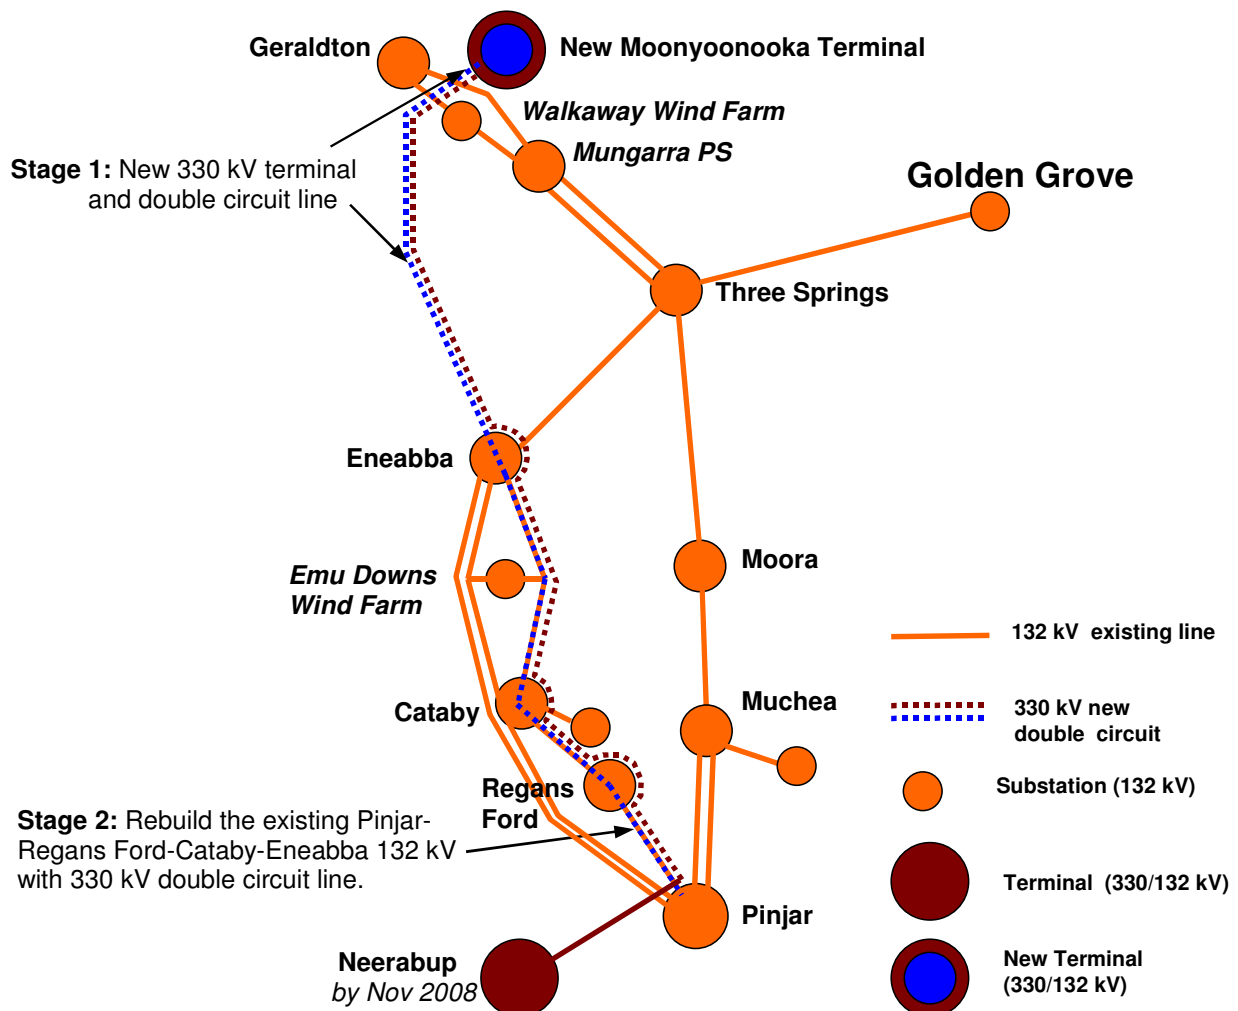 Geraldton
New Moonyoonooka Terminal
Walkaway Wind Farm
Mungarra PS
Stage 1: New 330 kV terminal
and double circuit line
Golden Grove
Three Springs
Eneabba
Emu Downs
Wind Farm
Moora
132 kV existing line
Cataby
Muchea
330 kV new
double circuit
Regans
Ford
Substation (132 kV)
Stage 2: Rebuild the existing Pinjar-
Regans Ford-Cataby-Eneabba 132 kV
with 330 kV double circuit line.
Terminal (330/132 kV)
Pinjar
Neerabup
by Nov 2008
New Terminal
(330/132 kV)